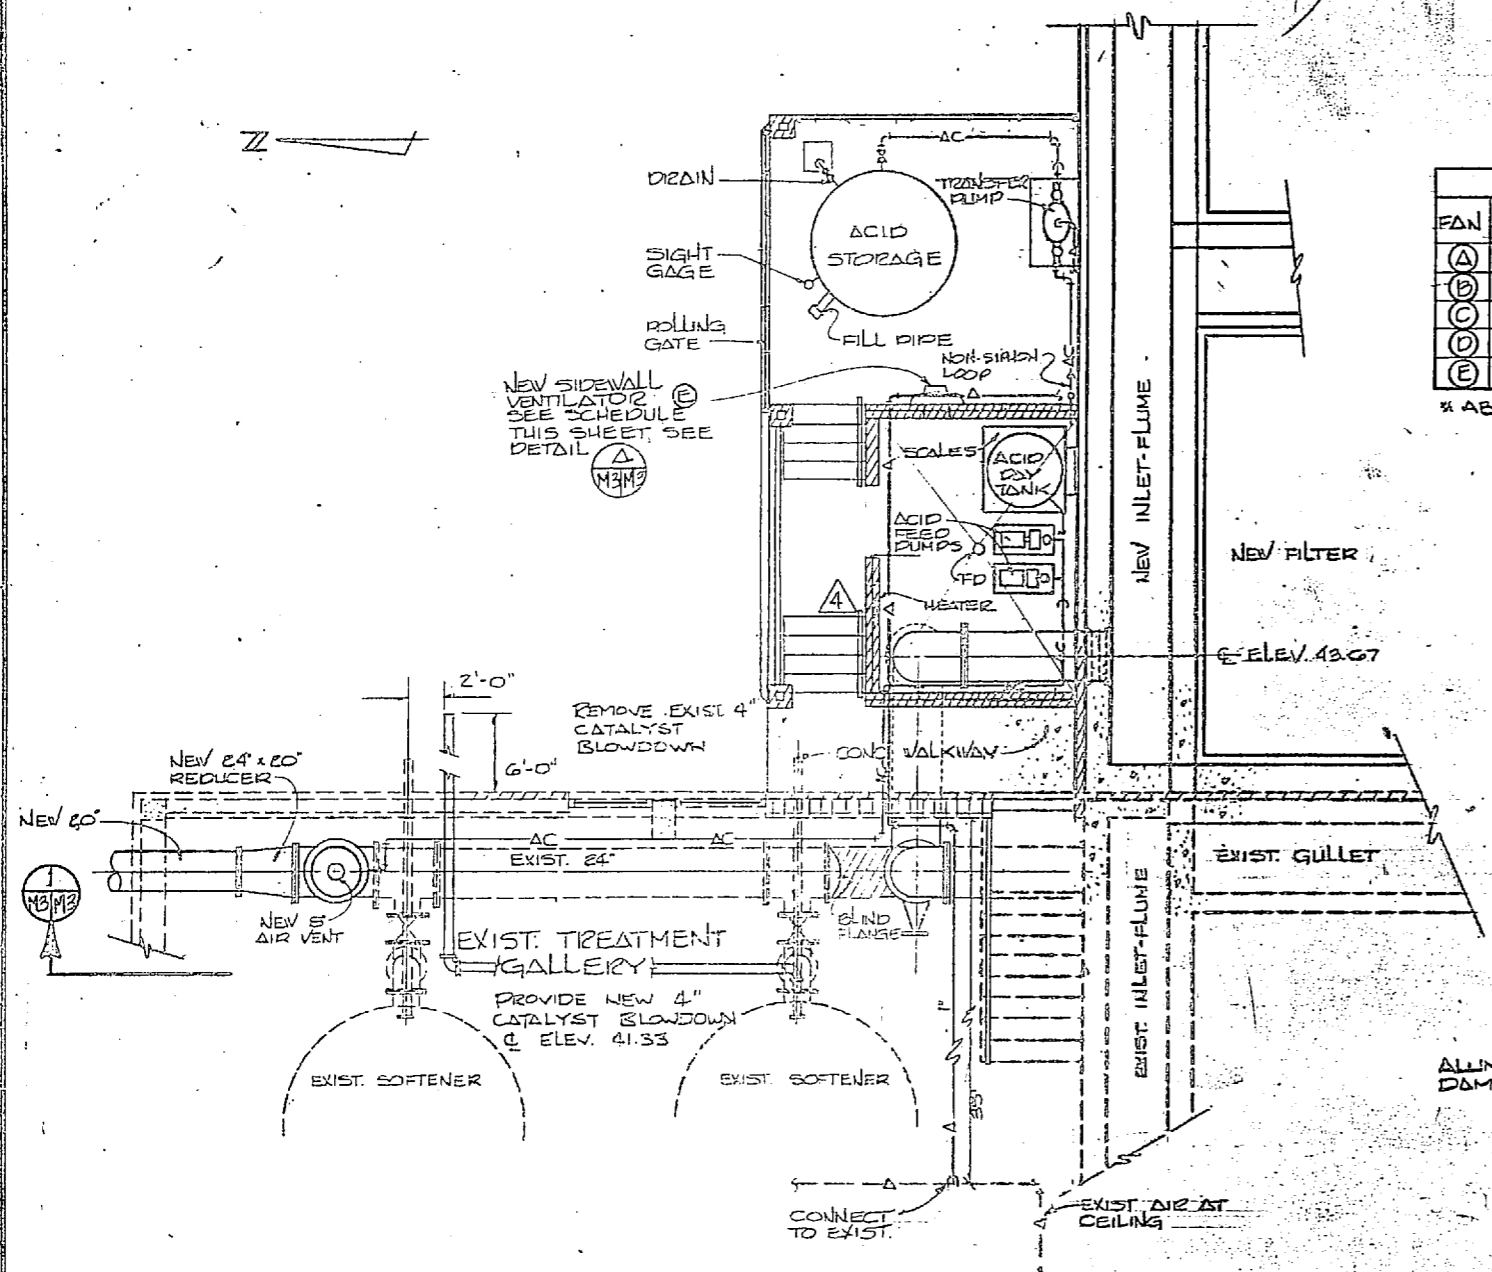 Z
DRAIN
SIGHT
GAGE
ROLLING
GATE
ACID
STORAGE
AC
TRANSFER
PUMP
FILL PIPE
NON-SIPHON
LOOP
NEW SIDEWALL
VENTILATOR E
SEE SCHEDULE
THIS SHEET, SEE
DETAIL
A
M3 M3
A
SCALES
ACID
DAY
TANK
ACID
FEED
PUMPS
FD
HEATER
4
A
NEW INLET-FLUME
NEW FILTER
℄ ELEV. 43.67
FAN
A
B
C
D
E
* AB
2'-0"
6'-0"
REMOVE EXIST 4"
CATALYST
BLOWDOWN
CONC WALKWAY
NEW 24" x 20"
REDUCER
NEW 20"
AC
AC
EXIST. 24"
1
M3 M3
NEW 8"
AIR VENT
BLIND
FLANGE
EXIST. TREATMENT
GALLERY
PROVIDE NEW 4"
CATALYST BLOWDOWN
℄ ELEV. 41.33
EXIST. SOFTENER
EXIST. SOFTENER
EXIST. GULLET
EXIST. INLET-FLUME
1"
A
A
CONNECT
TO EXIST.
EXIST AIR AT
CEILING
A
ALUM
DAM